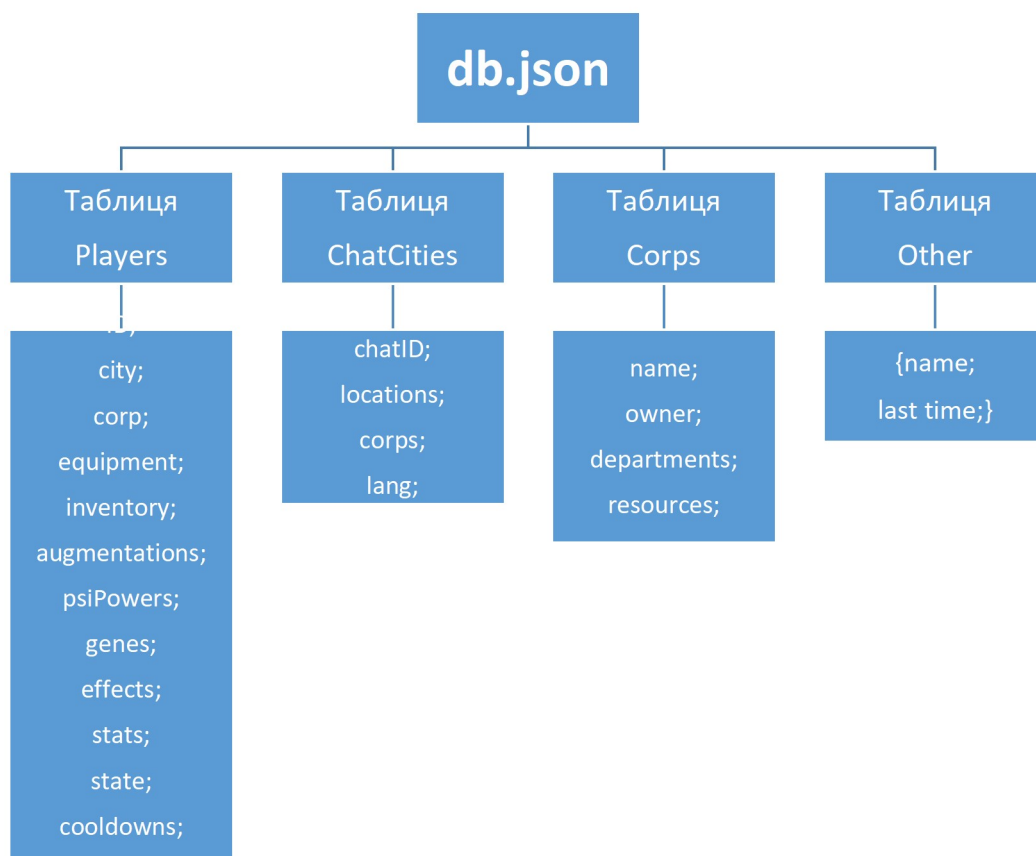 db.json
Таблиця
Players
Таблиця
ChatCities
Таблиця
Corps
Таблиця
Other
ID;
city;
corp;
equipment;
inventory;
augmentations;
psiPowers;
genes;
effects;
stats;
state;
cooldowns;
chatID;
locations;
corps;
lang;
name;
owner;
departments;
resources;
{name;
last time;}